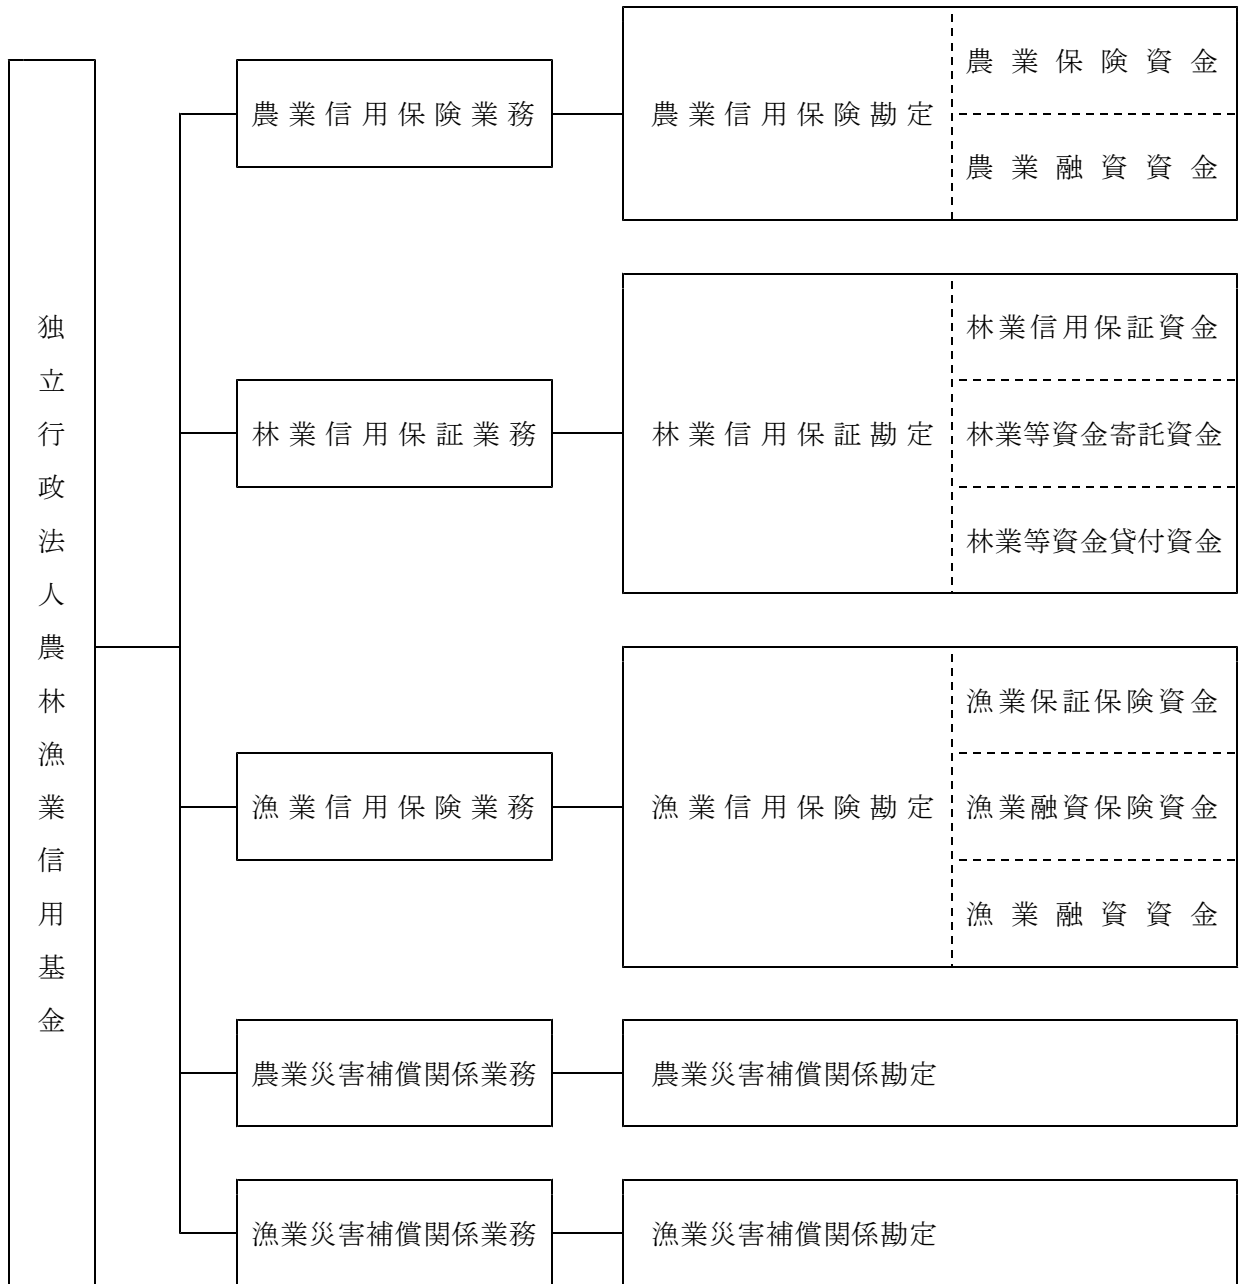 独立行政法人農林漁業信用基金
農業信用保険業務
農業信用保険勘定
農業保険資金
農業融資資金
林業信用保証業務
林業信用保証勘定
林業信用保証資金
林業等資金寄託資金
林業等資金貸付資金
漁業信用保険業務
漁業信用保険勘定
漁業保証保険資金
漁業融資保険資金
漁業融資資金
農業災害補償関係業務
農業災害補償関係勘定
漁業災害補償関係業務
漁業災害補償関係勘定